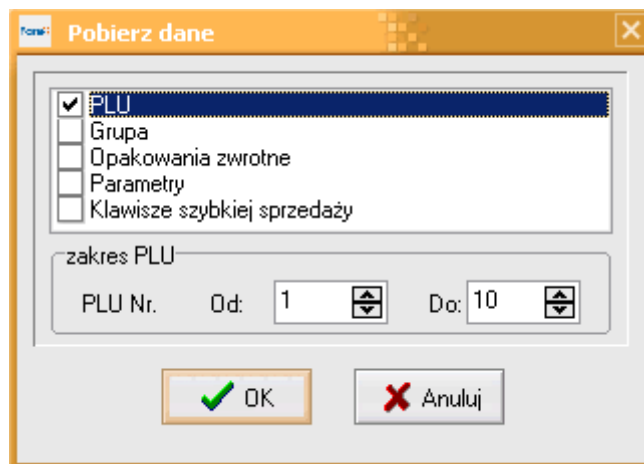 Pobierz dane
PLU
Grupa
Opakowania zwrotne
Parametry
Klawisze szybkiej sprzedaży
zakres PLU
PLU Nr. Od: 1 Do: 10
OK Anuluj